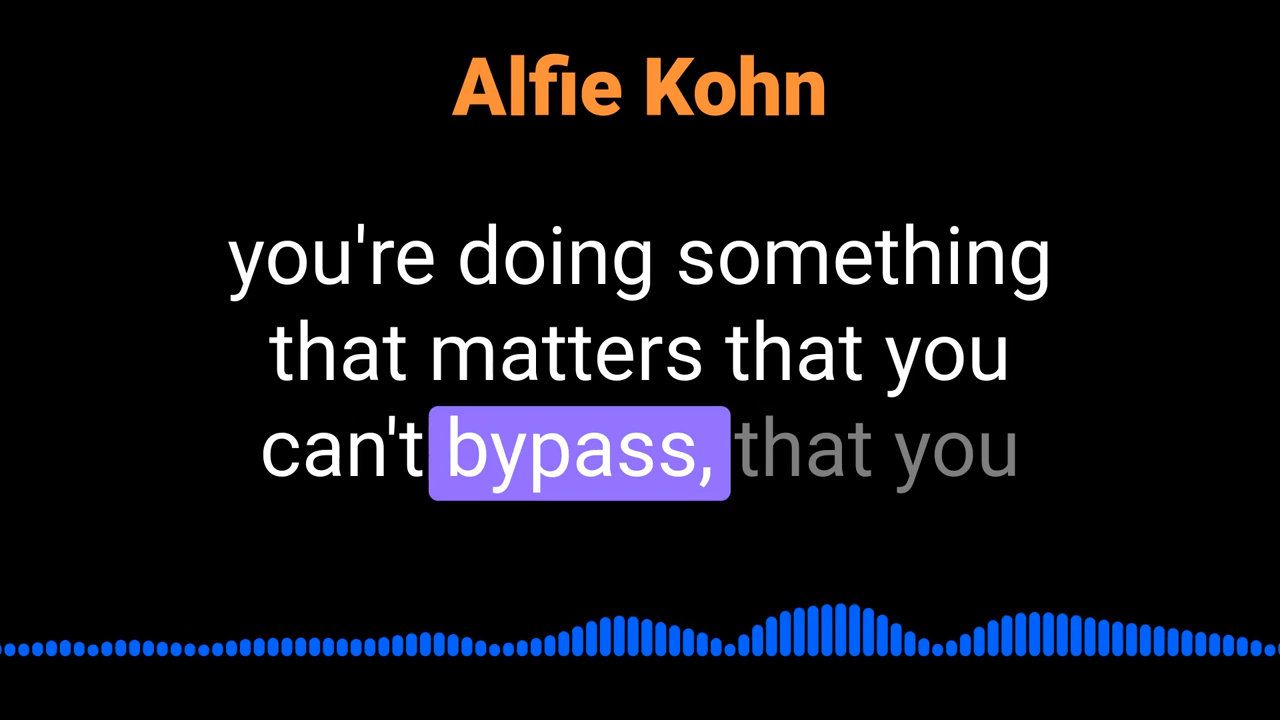 Alfie Kohn
you're doing something
that matters that you
can't bypass, that you